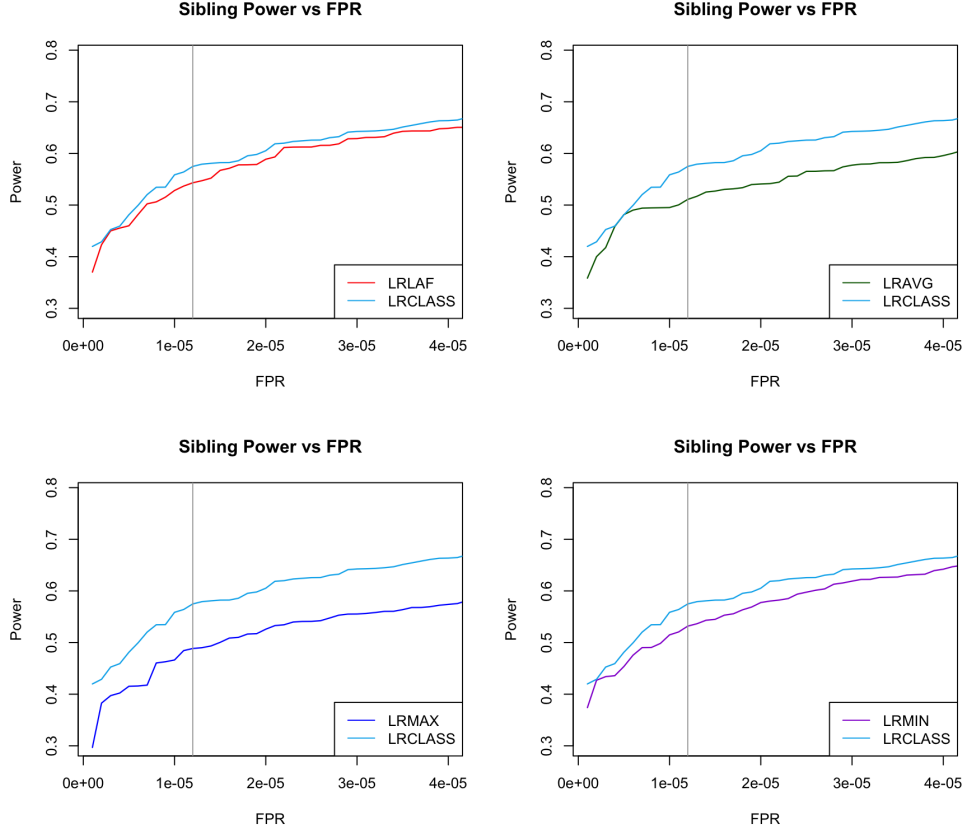 Sibling Power vs FPR
Power
0.8
0.7
0.6
0.5
0.4
0.3
LRLAF
LRCLASS
0e+00 1e-05 2e-05 3e-05 4e-05
FPR
Sibling Power vs FPR
Power
0.8
0.7
0.6
0.5
0.4
0.3
LRAVG
LRCLASS
0e+00 1e-05 2e-05 3e-05 4e-05
FPR
Sibling Power vs FPR
Power
0.8
0.7
0.6
0.5
0.4
0.3
LRMAX
LRCLASS
0e+00 1e-05 2e-05 3e-05 4e-05
FPR
Sibling Power vs FPR
Power
0.8
0.7
0.6
0.5
0.4
0.3
LRMIN
LRCLASS
0e+00 1e-05 2e-05 3e-05 4e-05
FPR